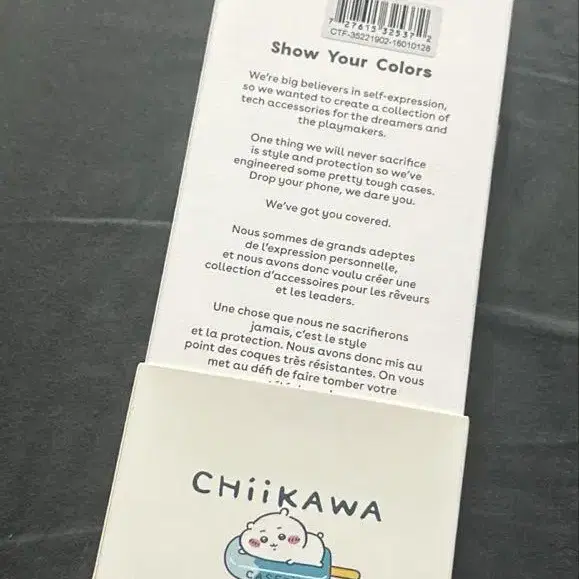 7 27615 32537 2
CTF-35221902-16010126
Show Your Colors
We're big believers in self-expression,
so we wanted to create a collection of
tech accessories for the dreamers and
the playmakers.
One thing we will never sacrifice
is style and protection so we've
engineered some pretty tough cases.
Drop your phone, we dare you.
We've got you covered.
Nous sommes de grands adeptes
de l'expression personnelle,
et nous avons donc voulu créer une
collection d'accessoires pour les rêveurs
et les leaders.
Une chose que nous ne sacrifierons
jamais, c'est le style
et la protection. Nous avons donc mis au
point des coques très résistantes. On vous
met au défi de faire tomber votre
CHiiKAWA